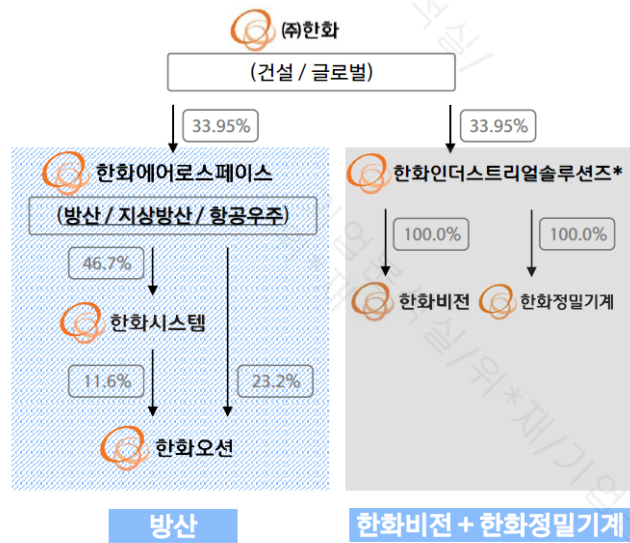 ㈜한화
(건설 / 글로벌)
33.95%
33.95%
한화에어로스페이스
(방산 / 지상방산 / 항공우주)
46.7%
한화시스템
11.6%
23.2%
한화오션
방산
한화인더스트리얼솔루션즈*
100.0%
100.0%
한화비전
한화정밀기계
한화비전 + 한화정밀기계